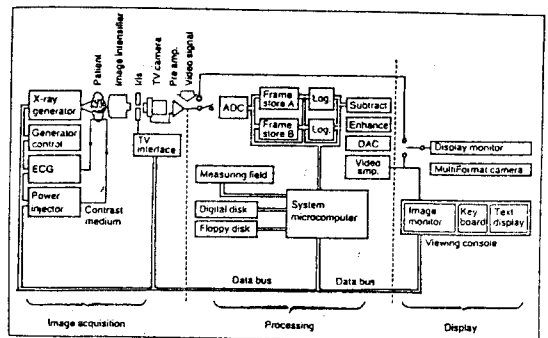 Patient
Image intensifier
Iris
TV camera
Pre amp.
Video signal
X-ray
generator
Generator
control
ECG
Power
injector
Contrast
medium
TV
interface
ADC
Frame
store A
Frame
store B
Log.
Log.
Subtract
Enhance
DAC
Video
amp.
Measuring field
Digital disk
Floppy disk
System
microcomputer
Display monitor
MultiFormat camera
Image
monitor
Key
board
Text
display
Viewing console
Data bus
Data bus
Image acquisition
Processing
Display